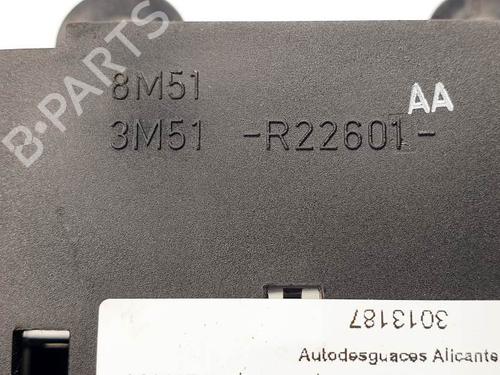 B-PARTS
8M51
AA
3M51 -R22601-
3013187
Autodesguaces Alicante